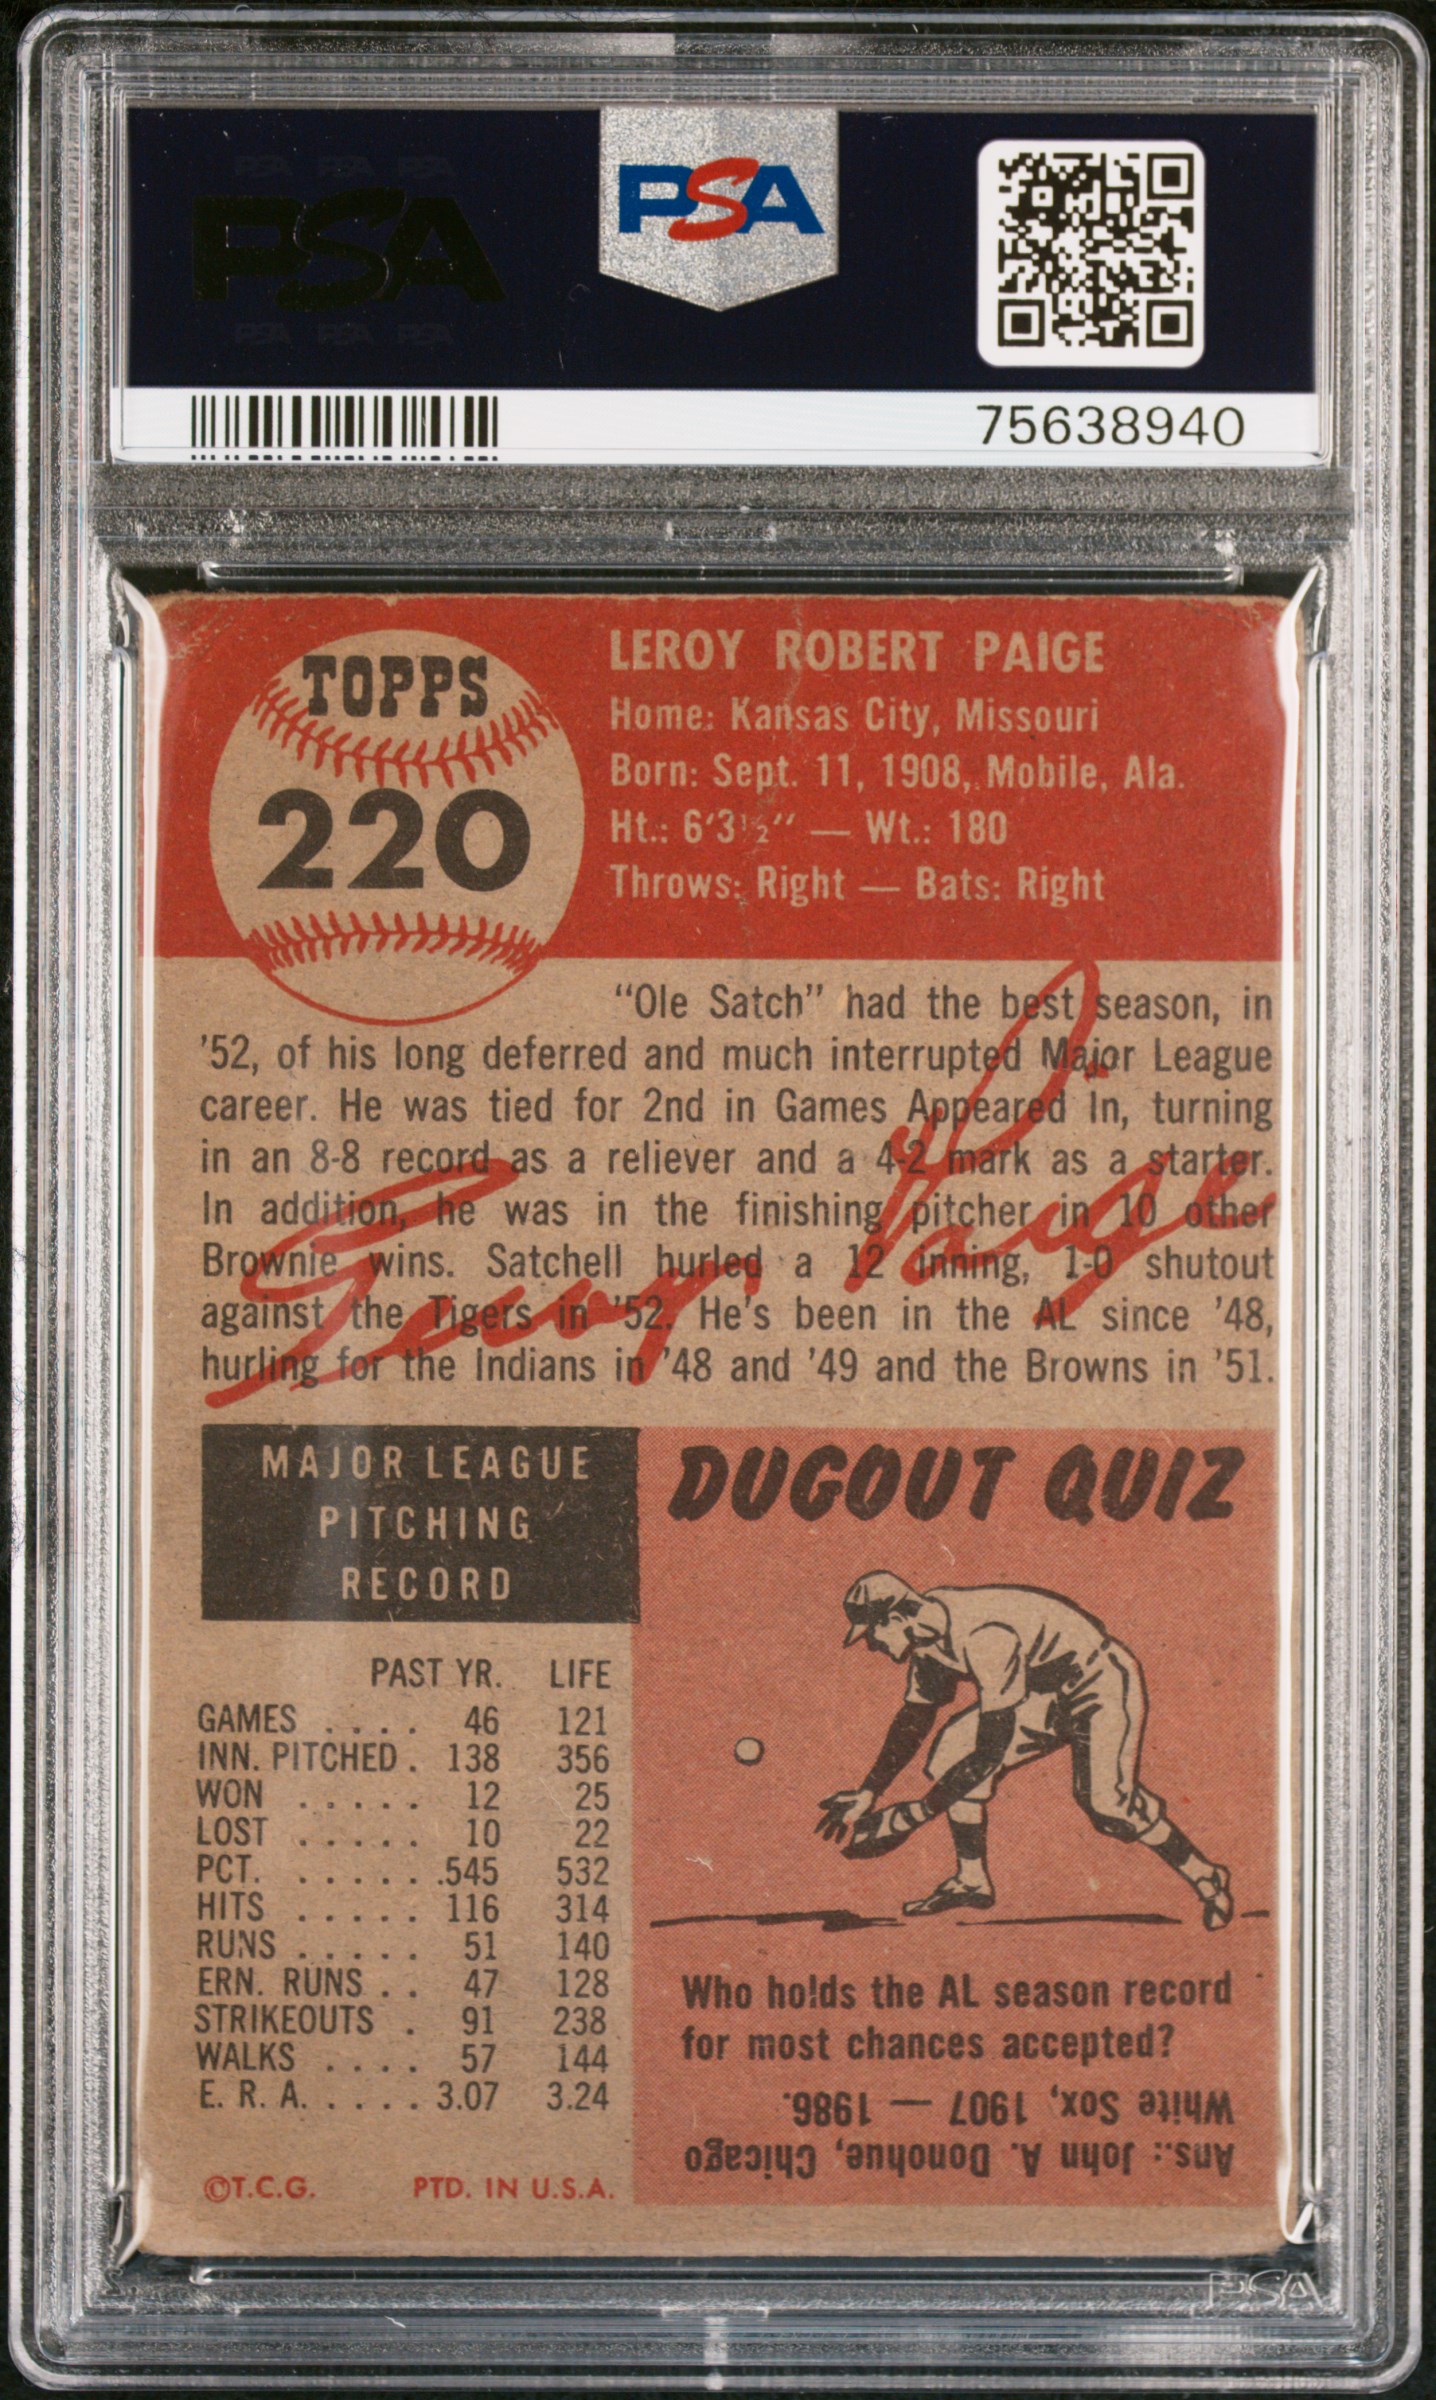 PSA
PSA PSA PSA
PSA
PSA PSA PSA
75638940
TOPPS
220
LEROY ROBERT PAIGE
Home: Kansas City, Missouri
Born: Sept. 11, 1908, Mobile, Ala.
Ht.: 6'3½" — Wt.: 180
Throws: Right — Bats: Right
"Ole Satch" had the best season, in
'52, of his long deferred and much interrupted Major League
career. He was tied for 2nd in Games Appeared In, turning
in an 8-8 record as a reliever and a 4-2 mark as a starter.
In addition, he was in the finishing pitcher in 10 other
Brownie wins. Satchell hurled a 12 inning, 1-0 shutout
against the Tigers in '52. He's been in the AL since '48,
hurling for the Indians in '48 and '49 and the Browns in '51.
Paige
MAJOR LEAGUE
PITCHING
RECORD
PAST YR. LIFE
GAMES . . . . 46 121
INN. PITCHED . 138 356
WON . . . . . 12 25
LOST . . . . . 10 22
PCT. . . . . . .545 532
HITS . . . . . 116 314
RUNS . . . . . 51 140
ERN. RUNS . . 47 128
STRIKEOUTS . 91 238
WALKS . . . . 57 144
E. R. A. . . . . 3.07 3.24
©T.C.G. PTD. IN U.S.A.
DUGOUT QUIZ
Who holds the AL season record
for most chances accepted?
Ans.: John A. Donohue, Chicago
White Sox, 1907 — 1986.
PSA